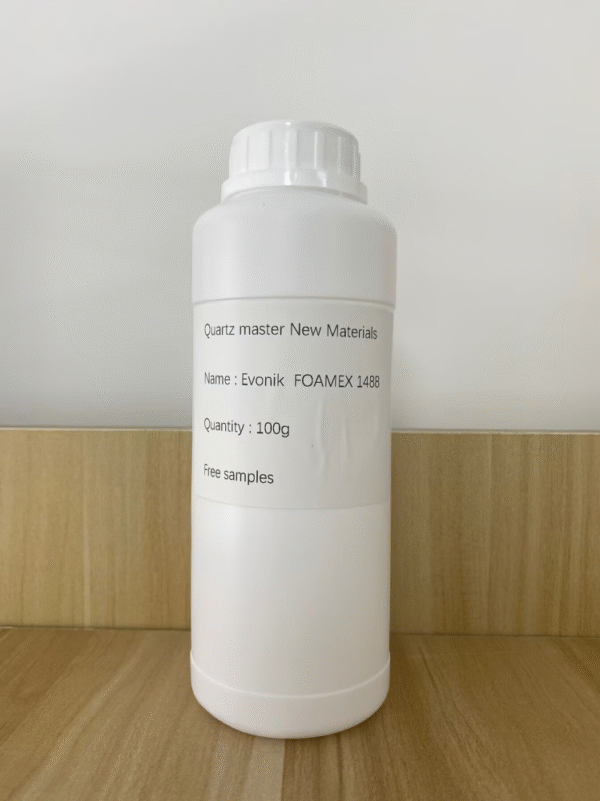 Quartz master New Materials
Name : Evonik FOAMEX 1488
Quantity : 100g
Free samples